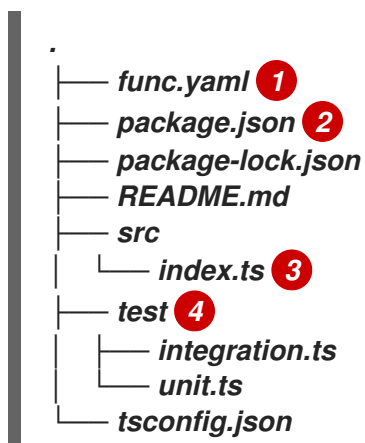 .
├── func.yaml 1
├── package.json 2
├── package-lock.json
├── README.md
├── src
│   └── index.ts 3
├── test 4
│   ├── integration.ts
│   └── unit.ts
└── tsconfig.json